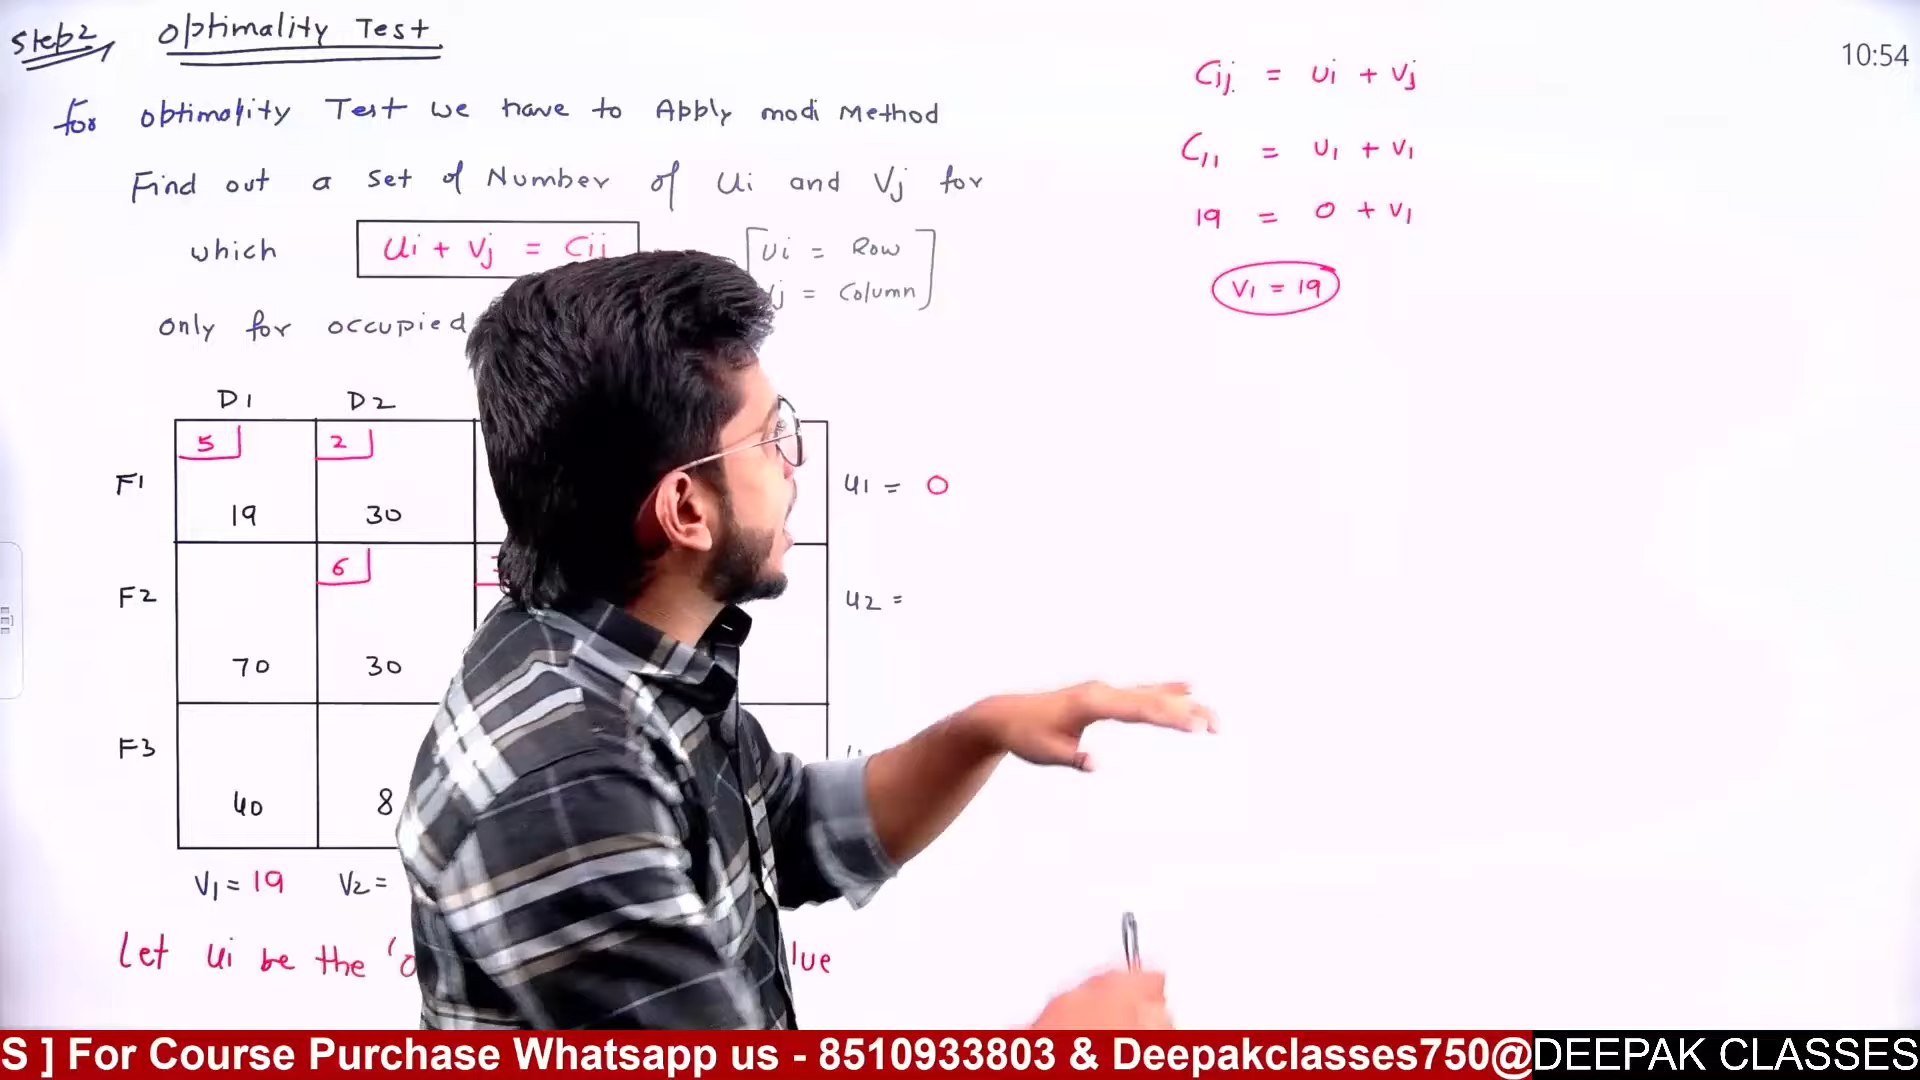 Step2 Optimality Test
10:54
For obtimality Test we have to Apply modi Method
Find out a set of Number of Ui and Vj for
which Ui + Vj = Cij
[Ui = Row
Vj = Column]
only for occupied
Cij = Ui + Vj
C11 = U1 + V1
19 = 0 + V1
V1 = 19
D1 D2
F1 5 19 2 30 U1 = 0
F2 70 6 30 U2 =
F3 40 8
V1 = 19 V2 =
Let Ui be the
S ] For Course Purchase Whatsapp us - 8510933803 & Deepakclasses750@
DEEPAK CLASSES